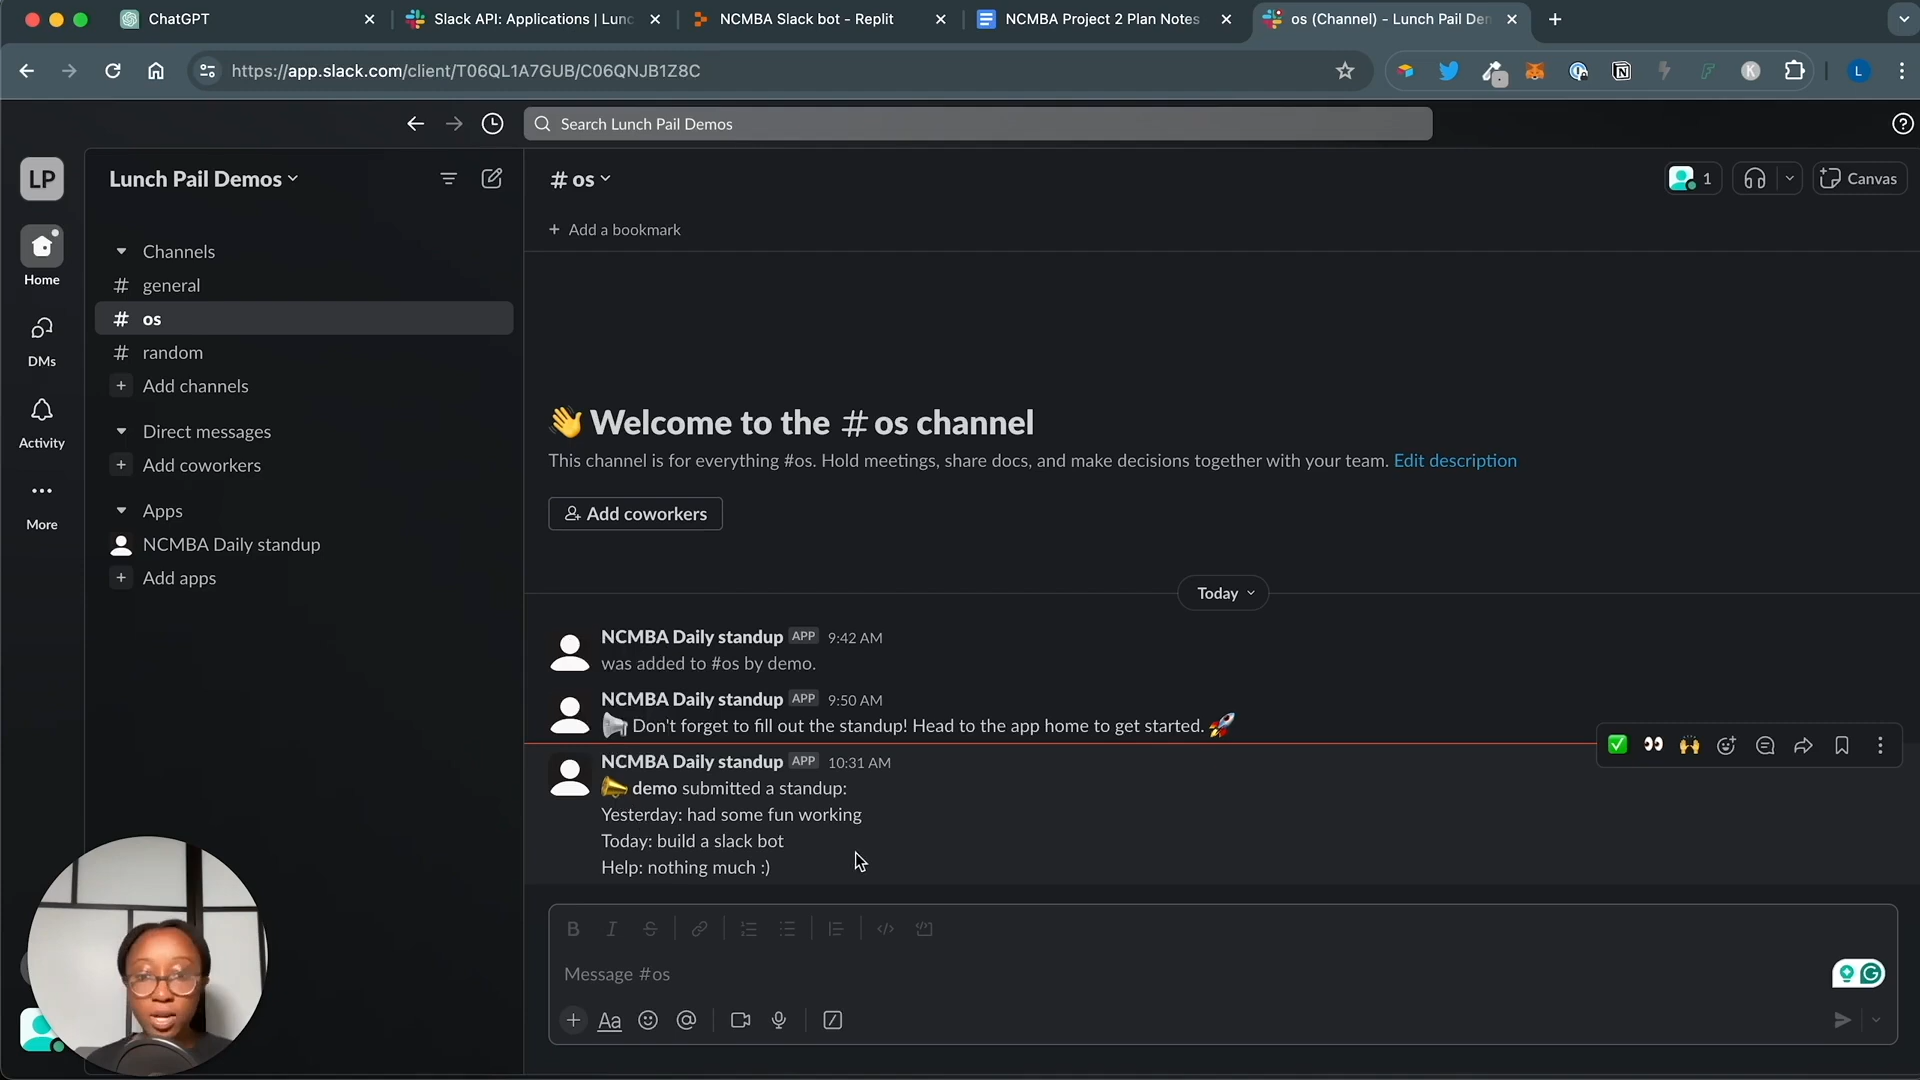 ChatGPT
Slack API: Applications | Lunc
NCMBA Slack bot - Replit
NCMBA Project 2 Plan Notes
os (Channel) - Lunch Pail Den
https://app.slack.com/client/T06QL1A7GUB/C06QNJB1Z8C
L
Search Lunch Pail Demos
LP
Lunch Pail Demos
# os
1
Canvas
+ Add a bookmark
Home
DMs
Activity
More
Channels
# general
# os
# random
+ Add channels
Direct messages
+ Add coworkers
Apps
NCMBA Daily standup
+ Add apps
👋 Welcome to the # os channel
This channel is for everything #os. Hold meetings, share docs, and make decisions together with your team. Edit description
Add coworkers
Today
NCMBA Daily standup APP 9:42 AM
was added to #os by demo.
NCMBA Daily standup APP 9:50 AM
📢 Don't forget to fill out the standup! Head to the app home to get started. 🚀
NCMBA Daily standup APP 10:31 AM
📣 demo submitted a standup:
Yesterday: had some fun working
Today: build a slack bot
Help: nothing much :)
B I S
Message #os
+ Aa @